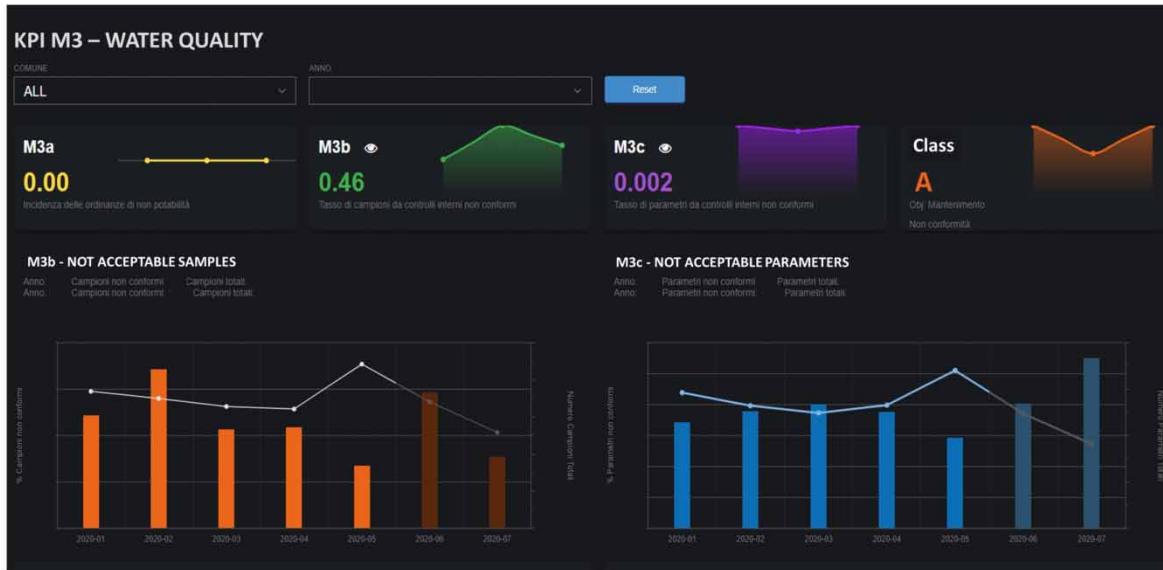 KPI M3 – WATER QUALITY
COMUNE
ANNO
ALL
Reset
M3a
0.00
Incidenza delle ordinanze di non potabilità
M3b
0.46
Tasso di campioni da controlli interni non conformi
M3c
0.002
Tasso di parametri da controlli interni non conformi
Class
A
Obj: Mantenimento
Non conformità
M3b - NOT ACCEPTABLE SAMPLES
Anno: Campioni non conformi Campioni totali:
Anno: Campioni non conformi Campioni totali:
% Campioni non conformi
Numero Campioni Totali
2020-01 2020-02 2020-03 2020-04 2020-05 2020-06 2020-07
M3c - NOT ACCEPTABLE PARAMETERS
Anno: Parametri non conformi Parametri totali:
Anno: Parametri non conformi Parametri totali
% Parametri non conformi
Numero Parametri Totali
2020-01 2020-02 2020-03 2020-04 2020-05 2020-06 2020-07